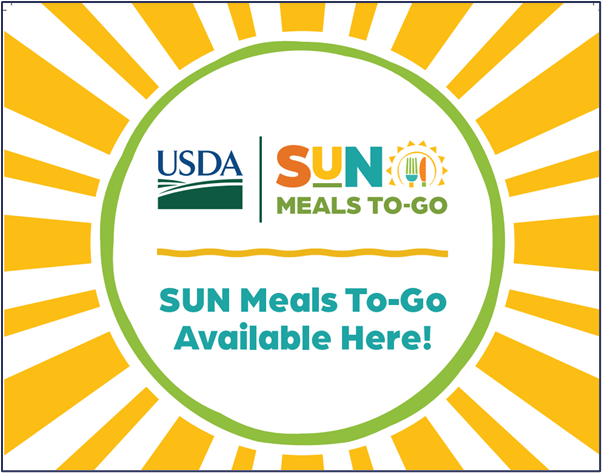 USDA
SUN
MEALS TO-GO
SUN Meals To-Go
Available Here!